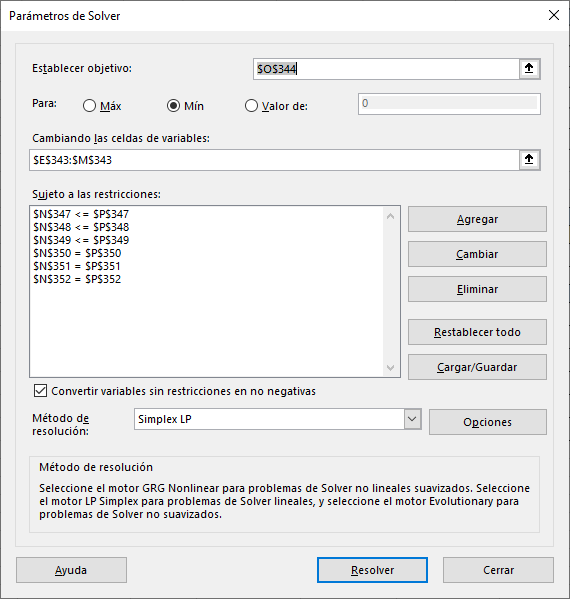 Parámetros de Solver
Establecer objetivo:
$O$344
Para:
Máx
Mín
Valor de:
0
Cambiando las celdas de variables:
$E$343:$M$343
Sujeto a las restricciones:
$N$347 <= $P$347
$N$348 <= $P$348
$N$349 <= $P$349
$N$350 = $P$350
$N$351 = $P$351
$N$352 = $P$352
Agregar
Cambiar
Eliminar
Restablecer todo
Cargar/Guardar
Convertir variables sin restricciones en no negativas
Método de
resolución:
Simplex LP
Opciones
Método de resolución
Seleccione el motor GRG Nonlinear para problemas de Solver no lineales suavizados. Seleccione
el motor LP Simplex para problemas de Solver lineales, y seleccione el motor Evolutionary para
problemas de Solver no suavizados.
Ayuda
Resolver
Cerrar